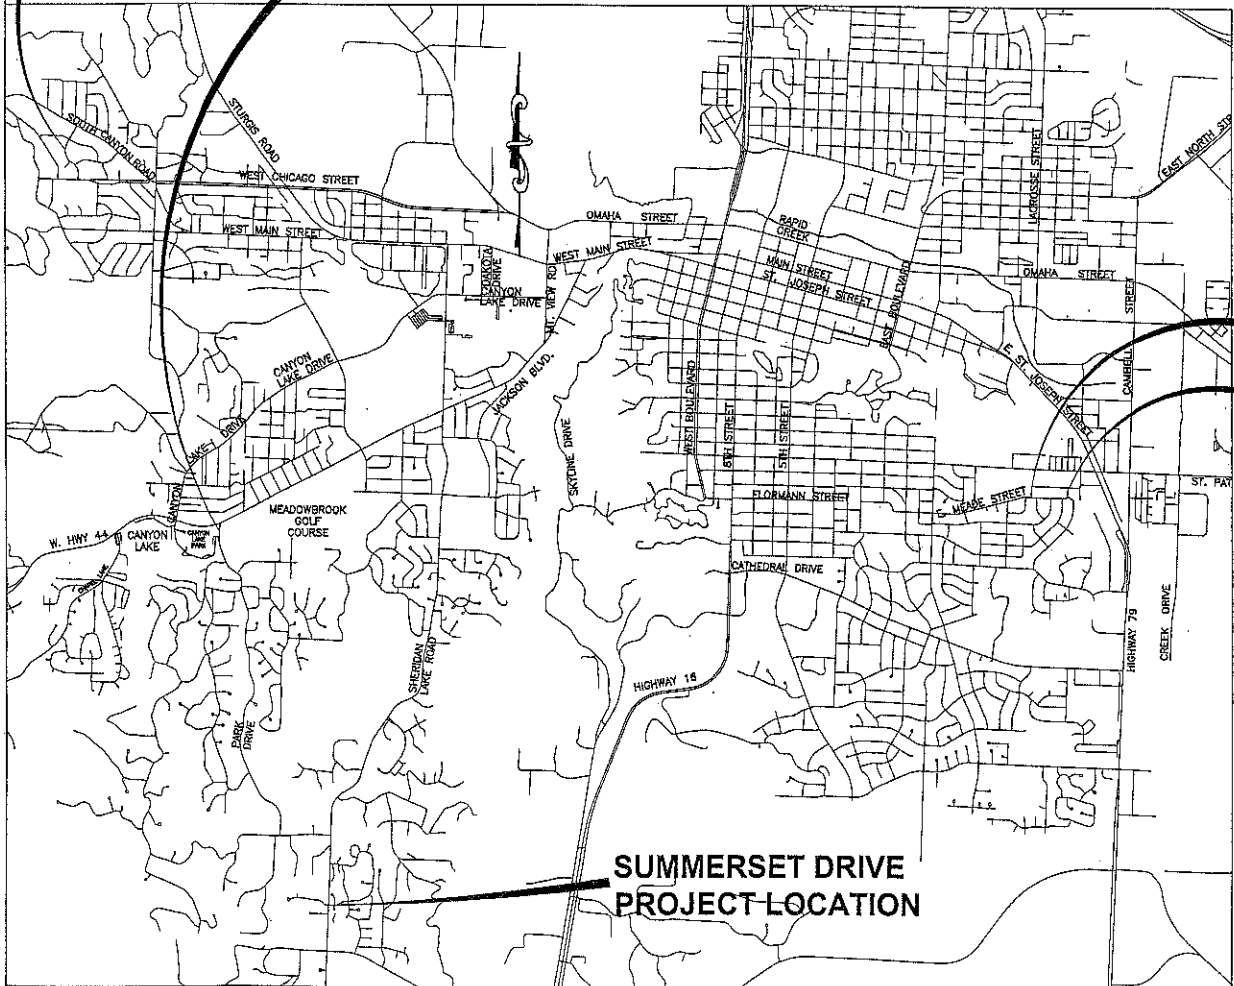 SOUTH CANYON ROAD
STURGIS ROAD
WEST CHICAGO STREET
WEST MAIN STREET
OMAHA STREET
WEST MAIN STREET
RAPID
CREEK
MAIN STREET
ST. JOSEPH STREET
EAST BOULEVARD
LACROSSE STREET
EAST NORTH STR
OMAHA STREET
CAMBELL STREET
DAKOTA
DRIVE
CANYON
LAKE DRIVE
MT. VIEW RD
CANYON
LAKE DRIVE
JACKSON BLVD.
E ST. JOSEPH STREET
CANYON LAKE DRIVE
SKYLINE DRIVE
WEST BOULEVARD
8TH STREET
5TH STREET
FLORMANN STREET
E. MEADE STREET
ST. PAT
MEADOWBROOK
GOLF
COURSE
W. HWY 44
CANYON
LAKE
CANYON
LAKE
PARK
CATHEDRAL DRIVE
SHERIDAN
LAKE ROAD
PARK
DRIVE
HIGHWAY 16
HIGHWAY 79
CREEK DRIVE
SUMMERSET DRIVE
PROJECT LOCATION